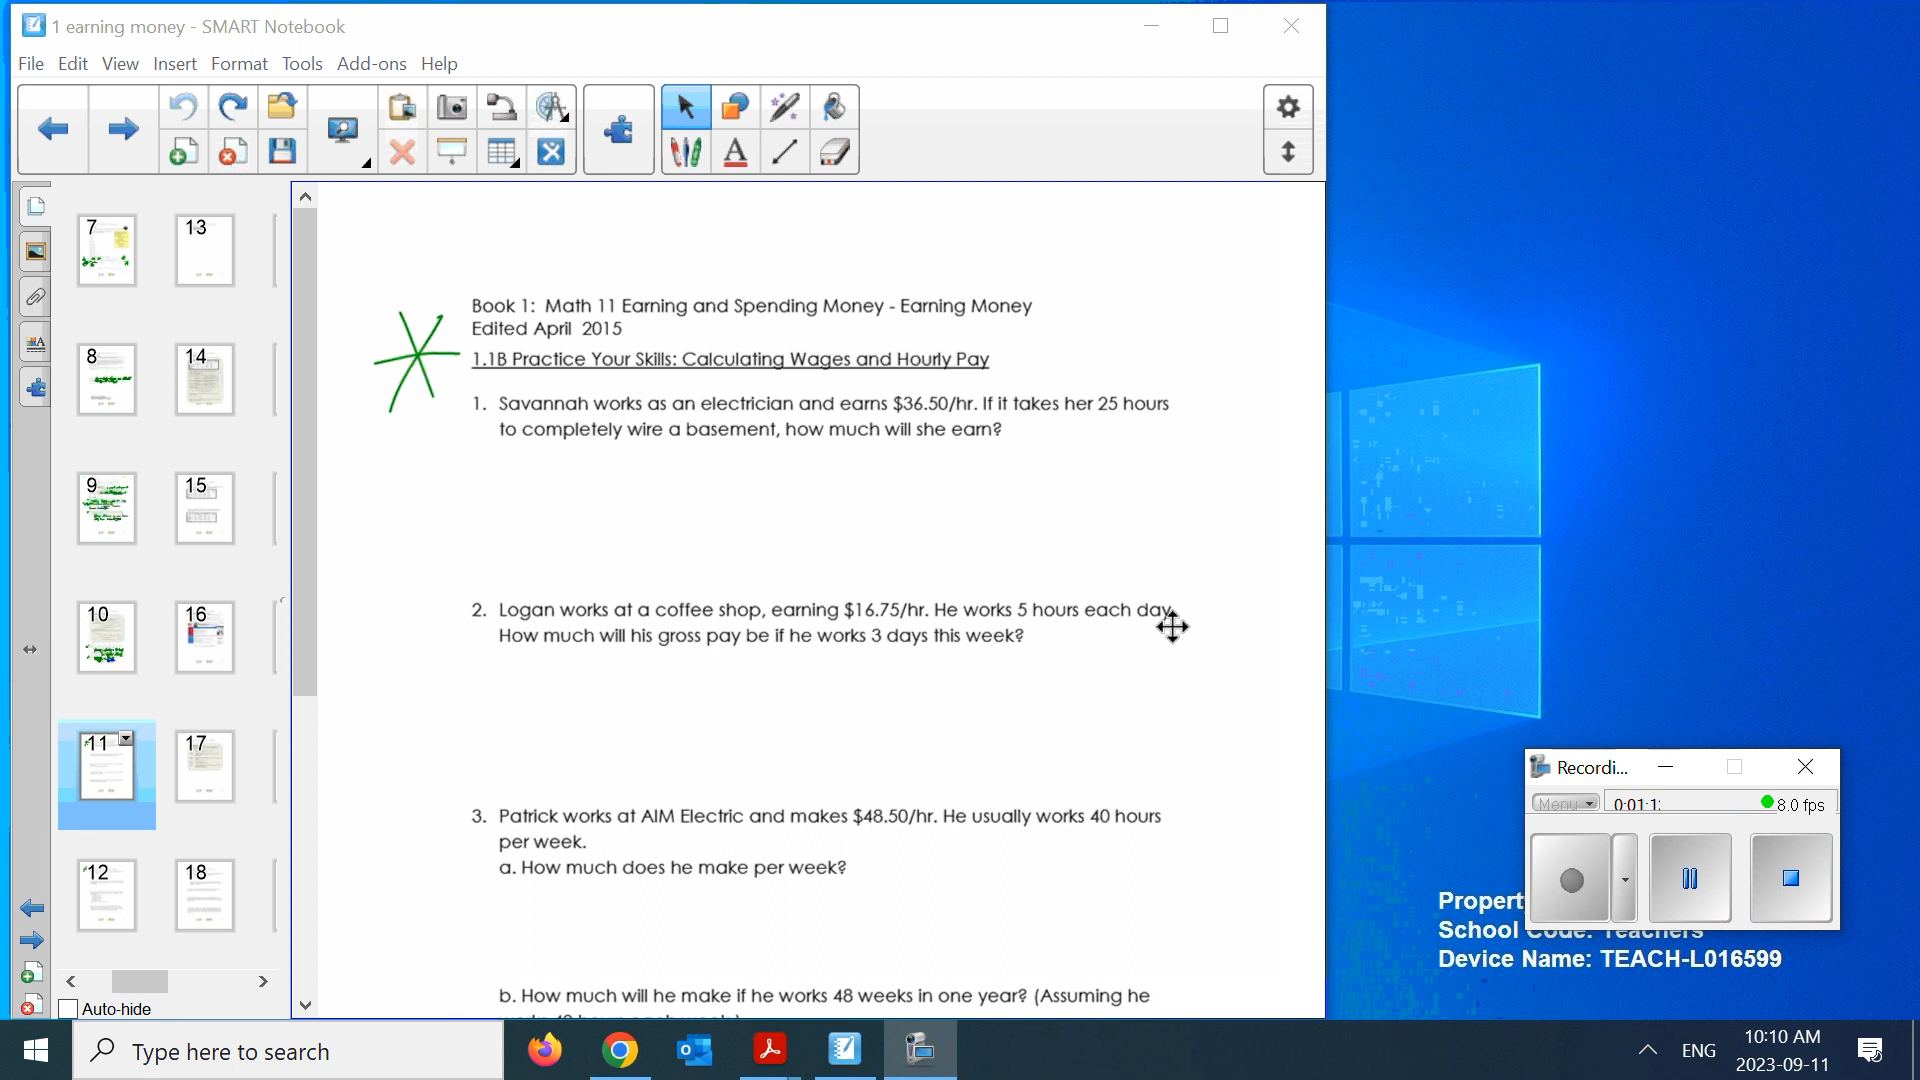 1 earning money - SMART Notebook
File Edit View Insert Format Tools Add-ons Help
7
13
8
14
9
15
10
16
11
17
12
18
Auto-hide
Book 1: Math 11 Earning and Spending Money - Earning Money
Edited April 2015
1.1B Practice Your Skills: Calculating Wages and Hourly Pay
1. Savannah works as an electrician and earns $36.50/hr. If it takes her 25 hours
to completely wire a basement, how much will she earn?
2. Logan works at a coffee shop, earning $16.75/hr. He works 5 hours each day.
How much will his gross pay be if he works 3 days this week?
3. Patrick works at AIM Electric and makes $48.50/hr. He usually works 40 hours
per week.
a. How much does he make per week?
b. How much will he make if he works 48 weeks in one year? (Assuming he
Recordi...
Menu
0:01:1
8.0 fps
Propert
School Code: Teachers
Device Name: TEACH-L016599
Type here to search
ENG
10:10 AM
2023-09-11